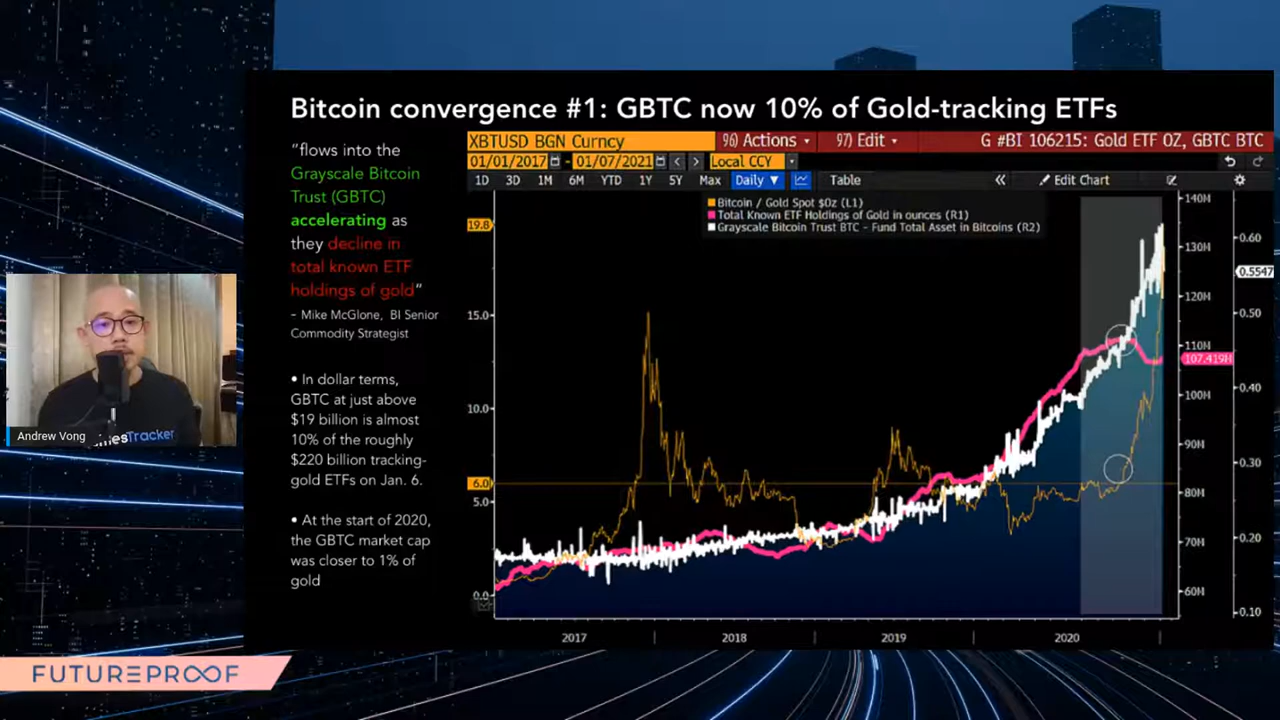 Bitcoin convergence #1: GBTC now 10% of Gold-tracking ETFs
"flows into the
Grayscale Bitcoin
Trust (GBTC)
accelerating as
they decline in
total known ETF
holdings of gold"
– Mike McGlone, BI Senior
Commodity Strategist
• In dollar terms,
GBTC at just above
$19 billion is almost
10% of the roughly
$220 billion tracking-
gold ETFs on Jan. 6.
• At the start of 2020,
the GBTC market cap
was closer to 1% of
gold
XBTUSD BGN Curncy 96) Actions 97) Edit G #BI 106215: Gold ETF OZ, GBTC BTC
01/01/2017 - 01/07/2021 Local CCY
1D 3D 1M 6M YTD 1Y 5Y Max Daily ▼ Table « Edit Chart
Bitcoin / Gold Spot $Oz (L1)
Total Known ETF Holdings of Gold in ounces (R1)
Grayscale Bitcoin Trust BTC - Fund Total Asset in Bitcoins (R2)
19.8
15.0
10.0
6.0
5.0
0.0
140M
130M
120M
110M
107.419M
100M
90M
80M
70M
60M
0.60
0.5547
0.50
0.40
0.30
0.20
0.10
2017 2018 2019 2020
Andrew Vong
mesTracker
FUTUREPROOF